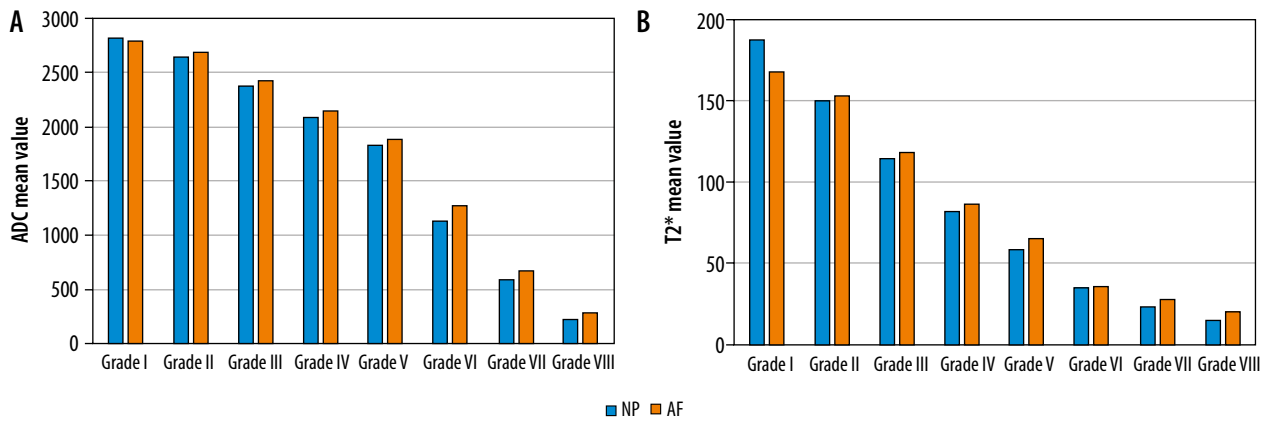 A
ADC mean value
3000
2500
2000
1500
1000
500
0
Grade I Grade II Grade III Grade IV Grade V Grade VI Grade VII Grade VIII
B
T2* mean value
200
150
100
50
0
Grade I Grade II Grade III Grade IV Grade V Grade VI Grade VII Grade VIII
NP AF